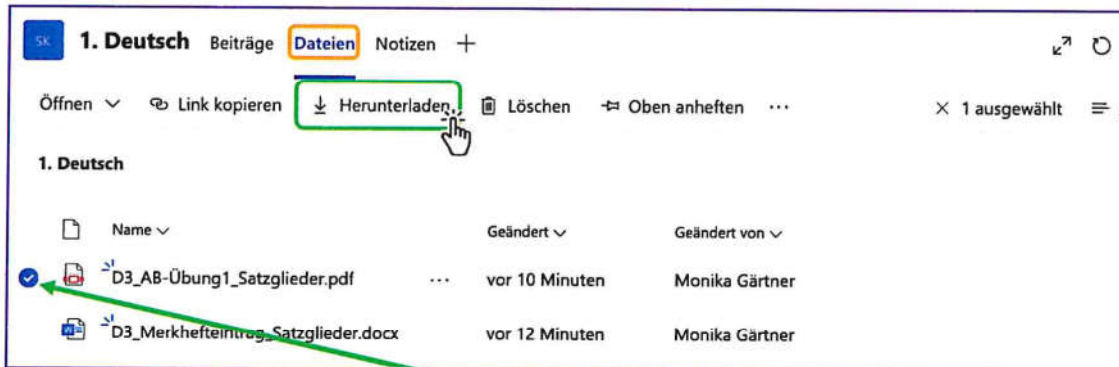 SK 1. Deutsch Beiträge Dateien Notizen +
Öffnen Link kopieren Herunterladen Löschen Oben anheften ... × 1 ausgewählt
1. Deutsch
Name Geändert Geändert von
D3_AB-Übung1_Satzglieder.pdf ... vor 10 Minuten Monika Gärtner
D3_Merkhefteintrag_Satzglieder.docx vor 12 Minuten Monika Gärtner